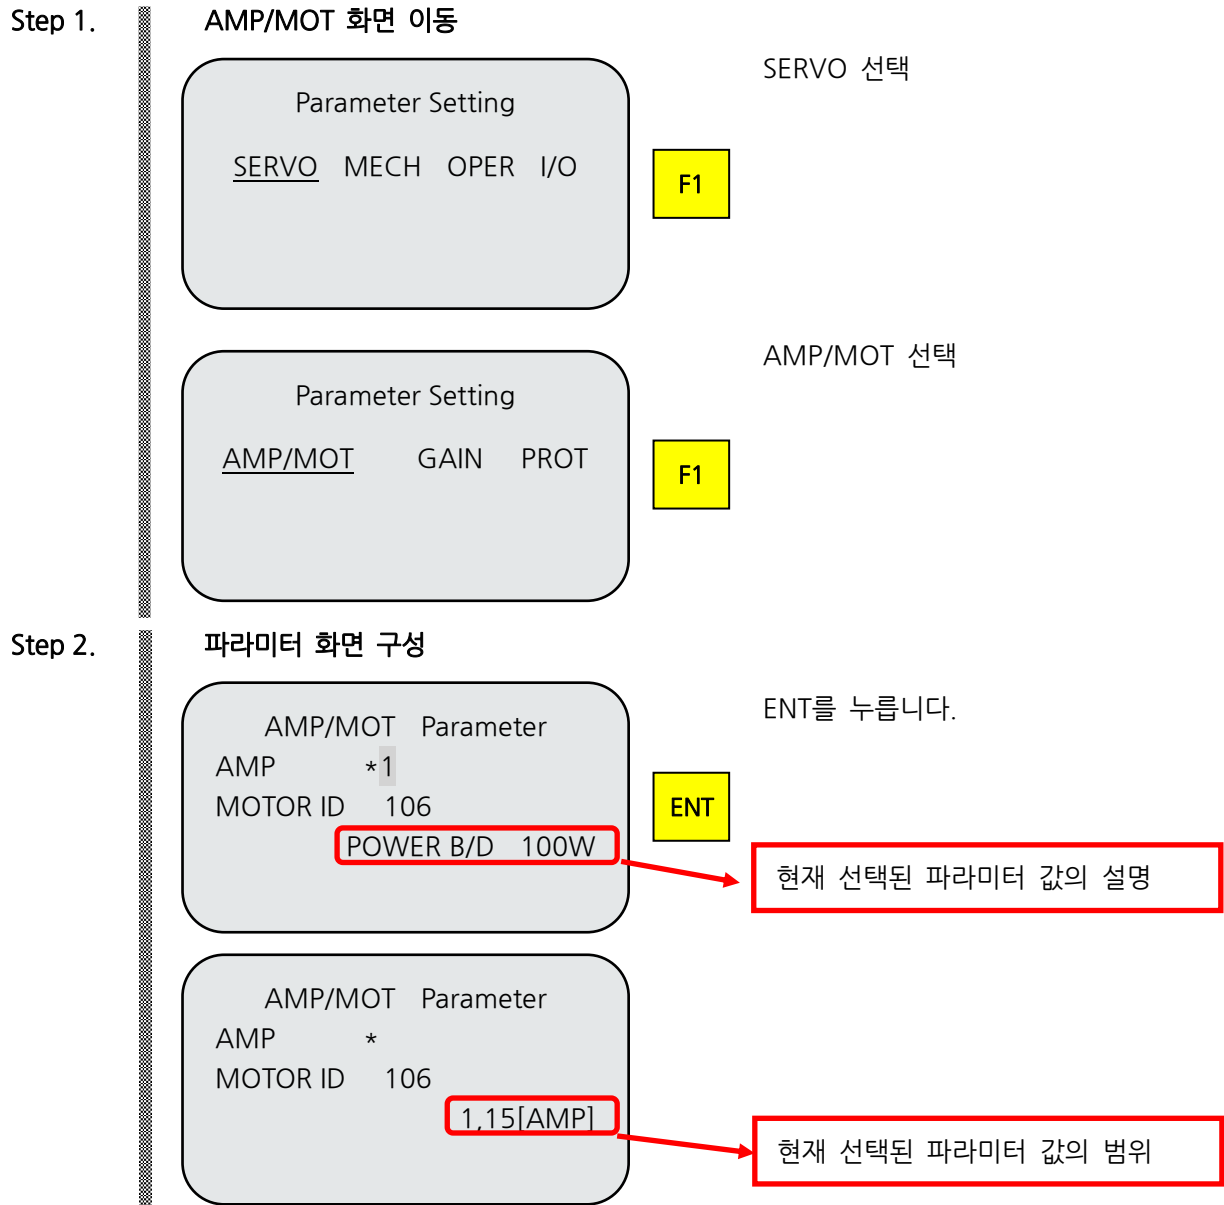 Step 1. AMP/MOT 화면 이동
SERVO 선택
Parameter Setting
SERVO MECH OPER I/O
F1
AMP/MOT 선택
Parameter Setting
AMP/MOT GAIN PROT
F1
Step 2. 파라미터 화면 구성
ENT를 누릅니다.
AMP/MOT Parameter
AMP *1
MOTOR ID 106
POWER B/D 100W
ENT
현재 선택된 파라미터 값의 설명
AMP/MOT Parameter
AMP *
MOTOR ID 106
1,15[AMP]
현재 선택된 파라미터 값의 범위